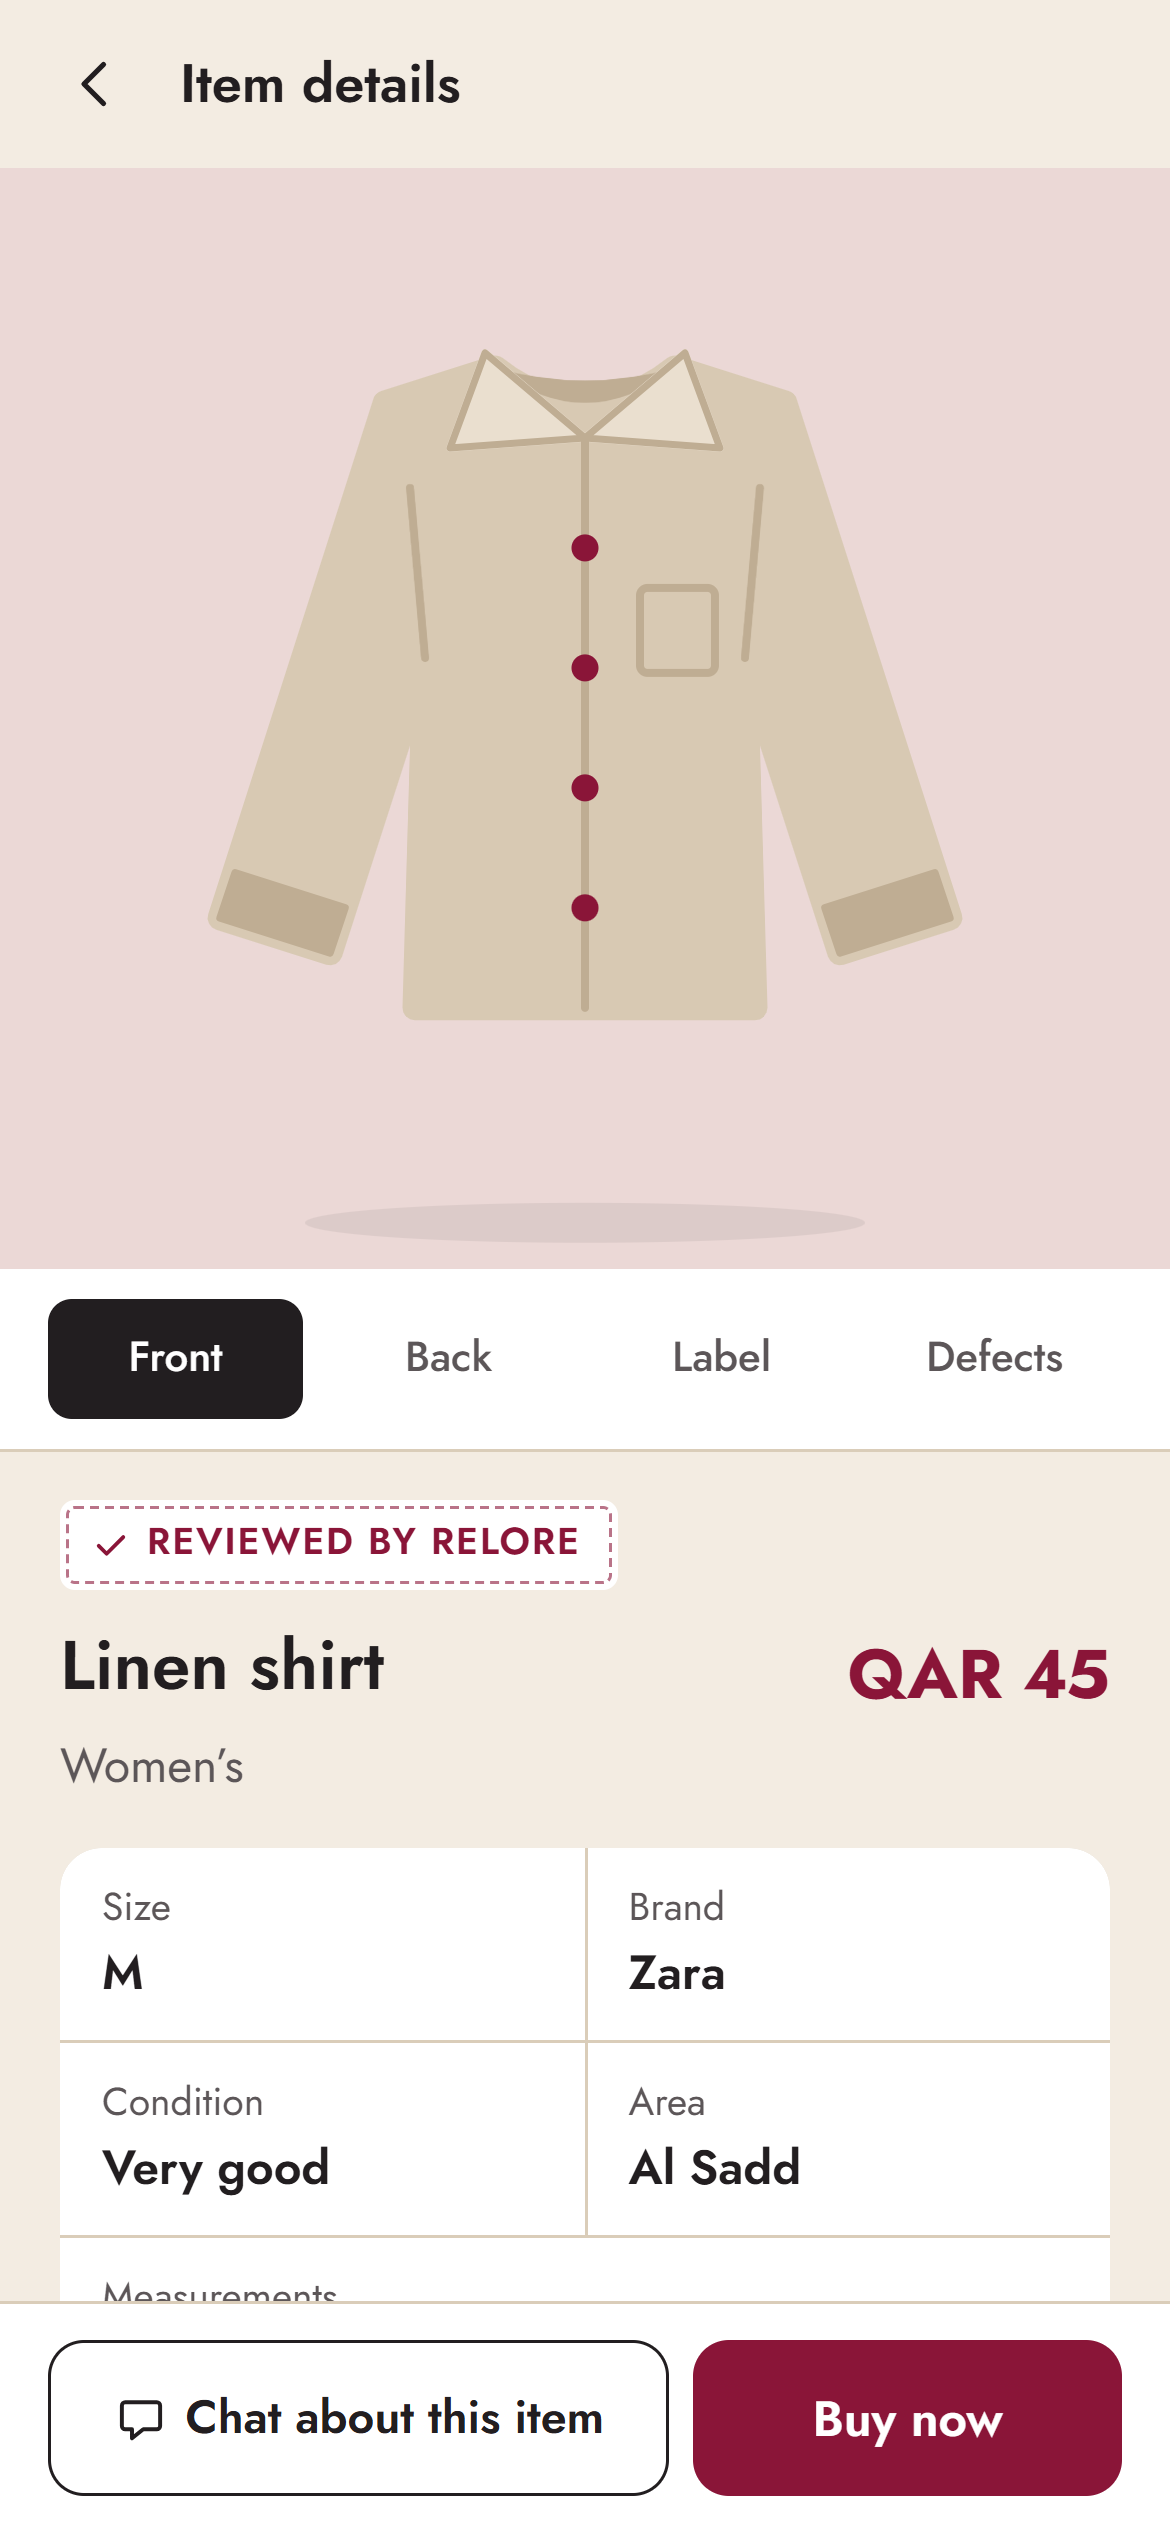 Item details
Front
Back
Label
Defects
REVIEWED BY RELORE
Linen shirt
QAR 45
Women’s
Size
M
Brand
Zara
Condition
Very good
Area
Al Sadd
Measurements
Chat about this item
Buy now